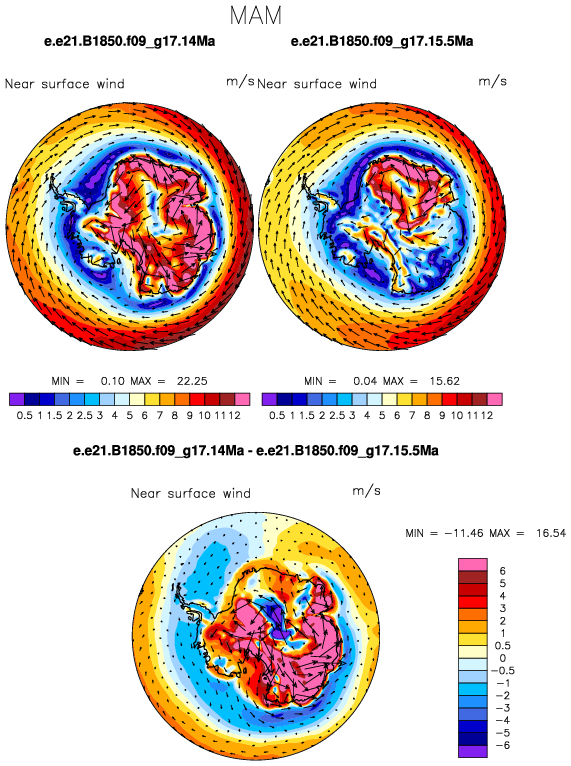 MAM
e.e21.B1850.f09_g17.14Ma
e.e21.B1850.f09_g17.15.5Ma
Near surface wind m/s
Near surface wind m/s
MIN = 0.10 MAX = 22.25
MIN = 0.04 MAX = 15.62
0.5 1 1.5 2 2.5 3 4 5 6 7 8 9 10 11 12
0.5 1 1.5 2 2.5 3 4 5 6 7 8 9 10 11 12
e.e21.B1850.f09_g17.14Ma - e.e21.B1850.f09_g17.15.5Ma
Near surface wind m/s
MIN = -11.46 MAX = 16.54
6
5
4
3
2
1
0.5
0
-0.5
-1
-2
-3
-4
-5
-6